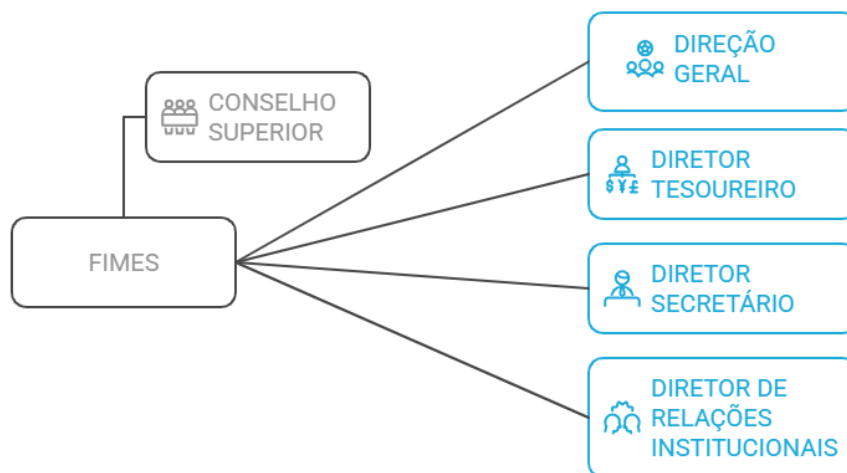 CONSELHO
SUPERIOR
FIMES
DIREÇÃO
GERAL
DIRETOR
TESOUREIRO
$ ¥ £
DIRETOR
SECRETÁRIO
DIRETOR DE
RELAÇÕES
INSTITUCIONAIS